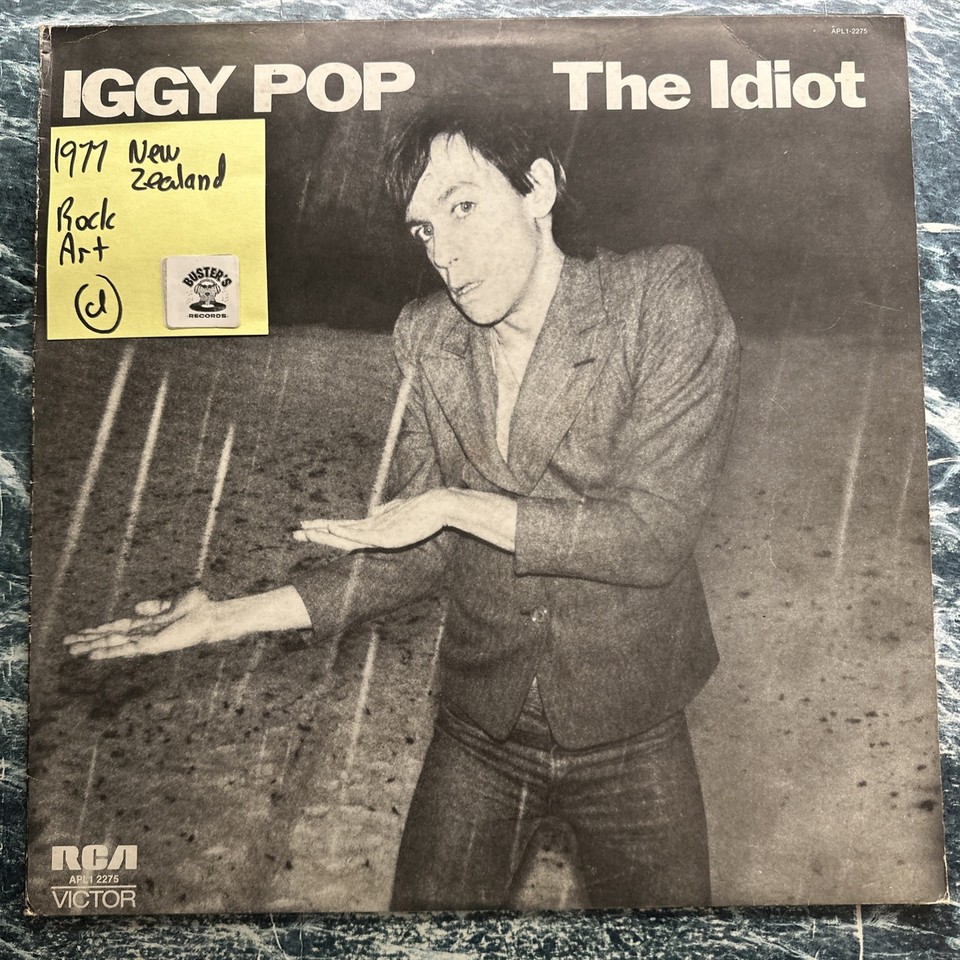 APL1-2275
IGGY POP The Idiot
1977 New
Zealand
Rock
Art
BUSTER'S
RECORDS
RCA
APL1 2275
VICTOR